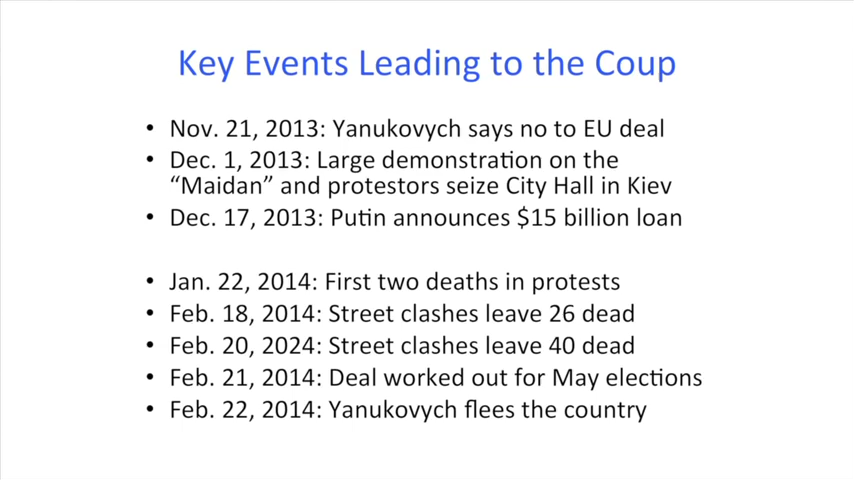 Key Events Leading to the Coup
• Nov. 21, 2013: Yanukovych says no to EU deal
• Dec. 1, 2013: Large demonstration on the
“Maidan” and protestors seize City Hall in Kiev
• Dec. 17, 2013: Putin announces $15 billion loan
• Jan. 22, 2014: First two deaths in protests
• Feb. 18, 2014: Street clashes leave 26 dead
• Feb. 20, 2024: Street clashes leave 40 dead
• Feb. 21, 2014: Deal worked out for May elections
• Feb. 22, 2014: Yanukovych flees the country